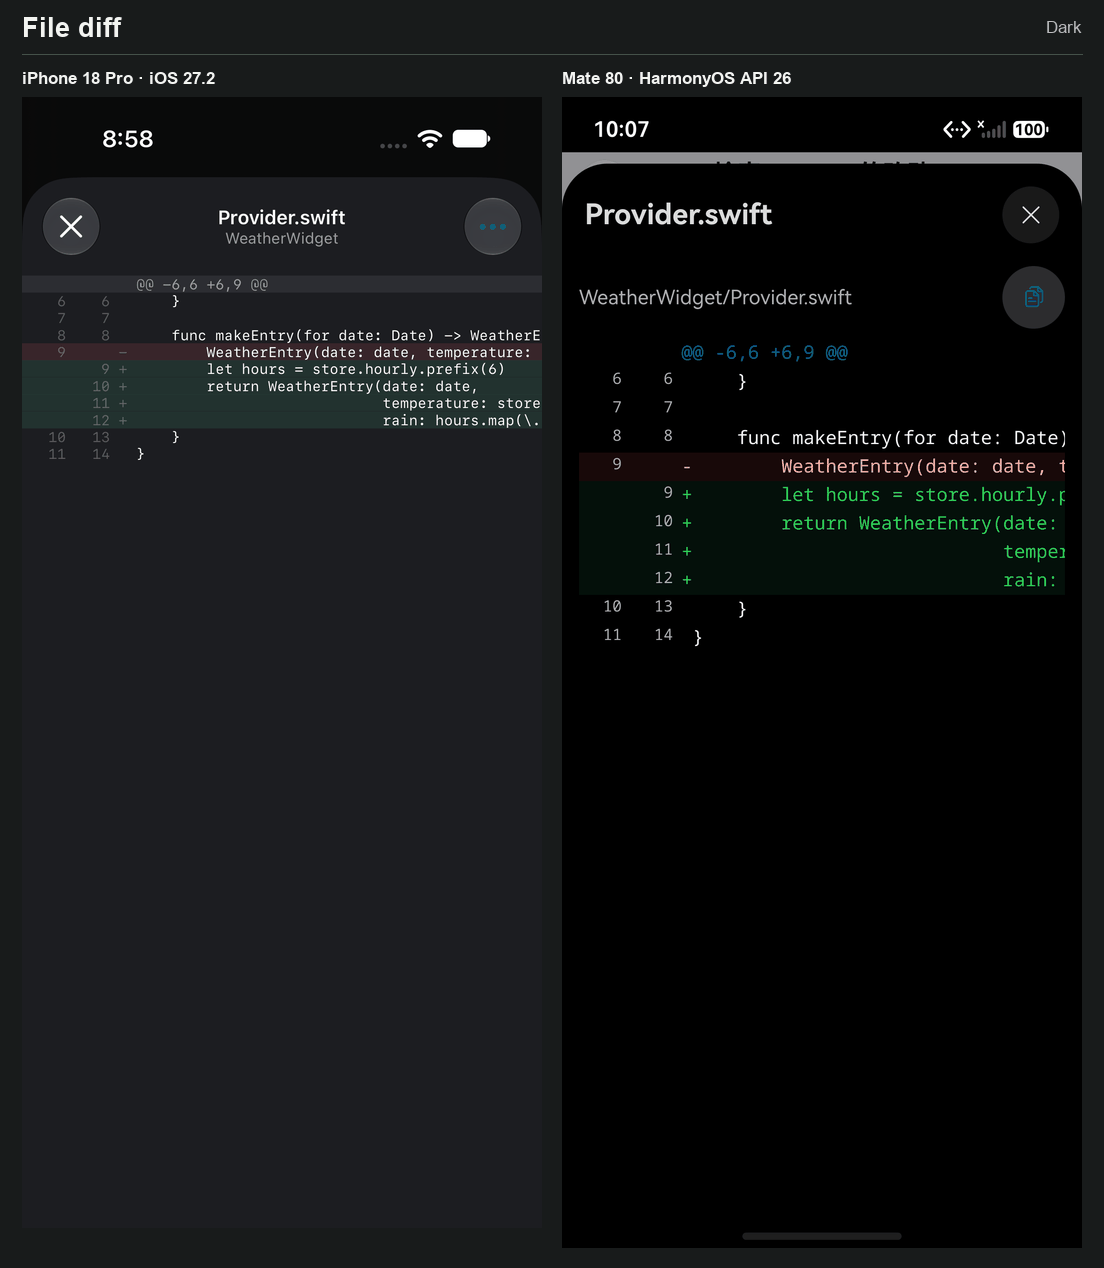 File diff
Dark
iPhone 18 Pro · iOS 27.2
8:58
Provider.swift
WeatherWidget
@@ -6,6 +6,9 @@
6 6 }
7 7
8 8 func makeEntry(for date: Date) -> WeatherE
9 - WeatherEntry(date: date, temperature:
9 + let hours = store.hourly.prefix(6)
10 + return WeatherEntry(date: date,
11 + temperature: store
12 + rain: hours.map(\.
10 13 }
11 14 }
Mate 80 · HarmonyOS API 26
10:07
100
Provider.swift
WeatherWidget/Provider.swift
@@ -6,6 +6,9 @@
6 6 }
7 7
8 8 func makeEntry(for date: Date)
9 - WeatherEntry(date: date, t
9 + let hours = store.hourly.p
10 + return WeatherEntry(date:
11 + temper
12 + rain:
10 13 }
11 14 }